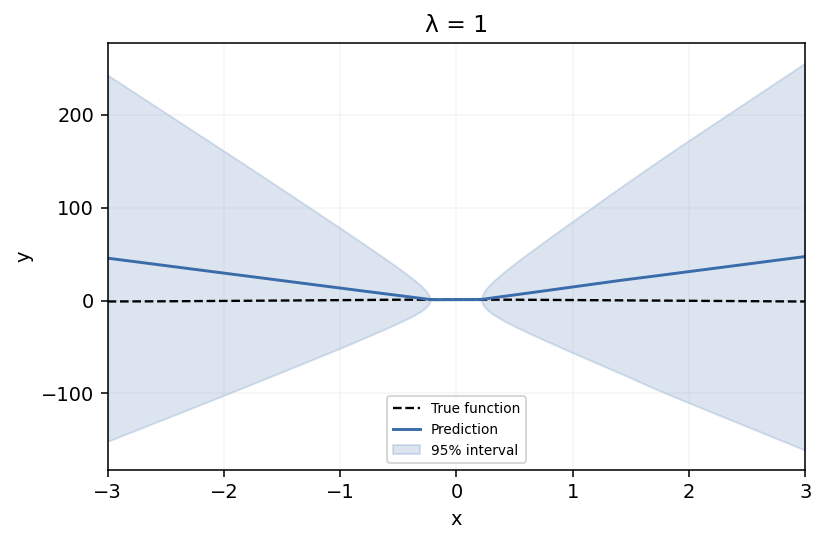 λ = 1
y
200
100
0
−100
True function
Prediction
95% interval
−3
−2
−1
0
1
2
3
x